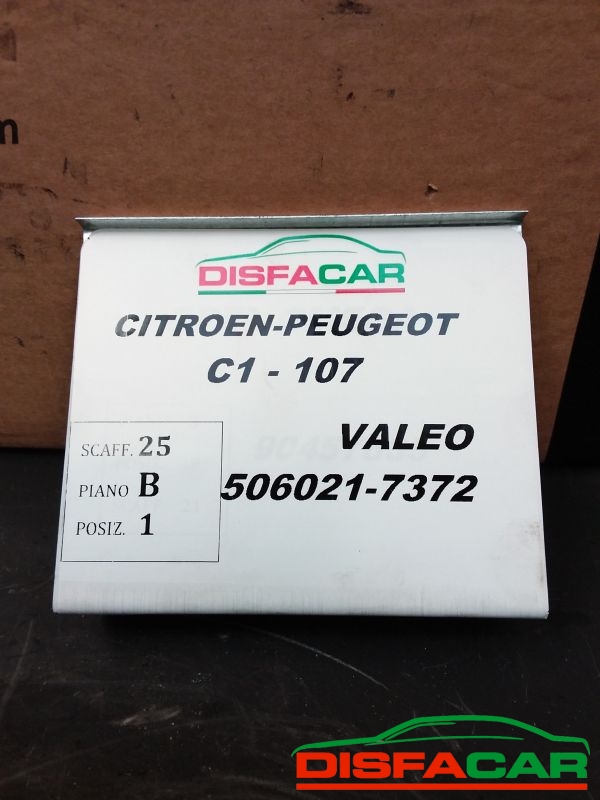 m
DISFACAR
CITROEN-PEUGEOT
C1 - 107
VALEO
506021-7372
SCAFF. 25
PIANO B
POSIZ. 1
DISFACAR